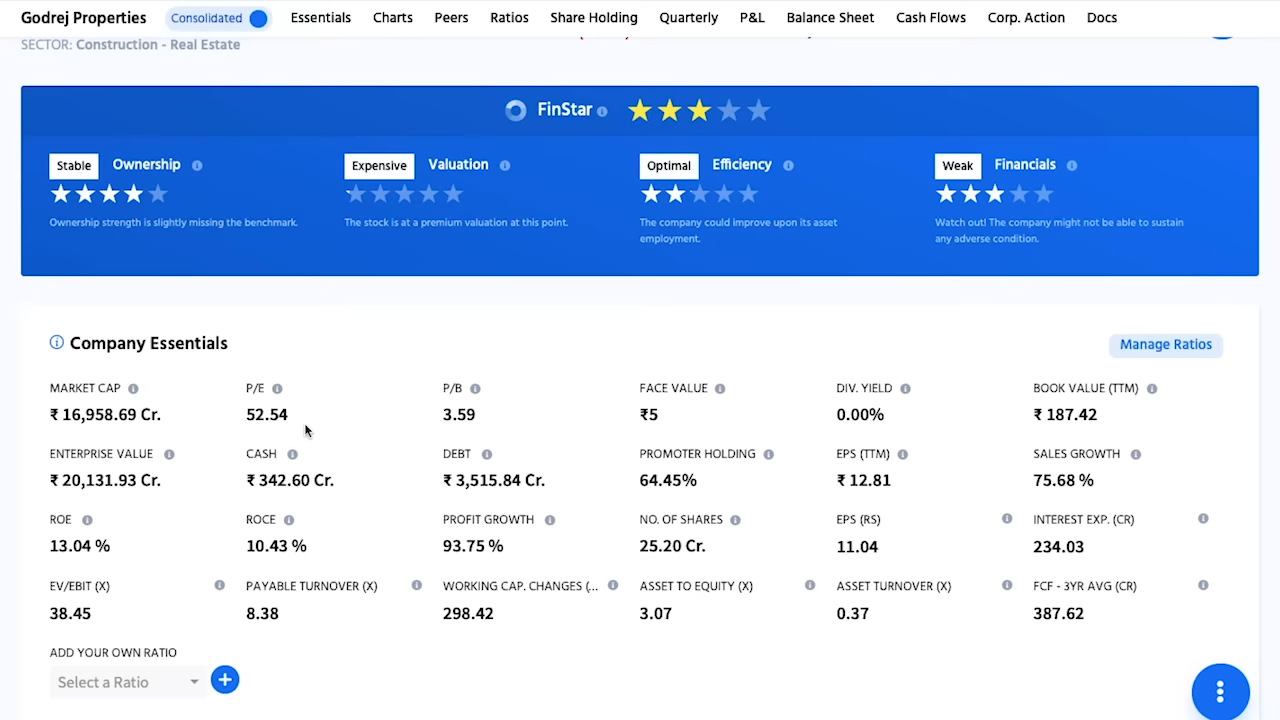 Godrej Properties Consolidated Essentials Charts Peers Ratios Share Holding Quarterly P&L Balance Sheet Cash Flows Corp. Action Docs
SECTOR: Construction - Real Estate
FinStar
Stable Ownership
Ownership strength is slightly missing the benchmark.
Expensive Valuation
The stock is at a premium valuation at this point.
Optimal Efficiency
The company could improve upon its asset
employment.
Weak Financials
Watch out! The company might not be able to sustain
any adverse condition.
Company Essentials
Manage Ratios
MARKET CAP P/E P/B FACE VALUE DIV. YIELD BOOK VALUE (TTM)
₹ 16,958.69 Cr. 52.54 3.59 ₹5 0.00% ₹ 187.42
ENTERPRISE VALUE CASH DEBT PROMOTER HOLDING EPS (TTM) SALES GROWTH
₹ 20,131.93 Cr. ₹ 342.60 Cr. ₹ 3,515.84 Cr. 64.45% ₹ 12.81 75.68 %
ROE ROCE PROFIT GROWTH NO. OF SHARES EPS (RS) INTEREST EXP. (CR)
13.04 % 10.43 % 93.75 % 25.20 Cr. 11.04 234.03
EV/EBIT (X) PAYABLE TURNOVER (X) WORKING CAP. CHANGES (... ASSET TO EQUITY (X) ASSET TURNOVER (X) FCF - 3YR AVG (CR)
38.45 8.38 298.42 3.07 0.37 387.62
ADD YOUR OWN RATIO
Select a Ratio